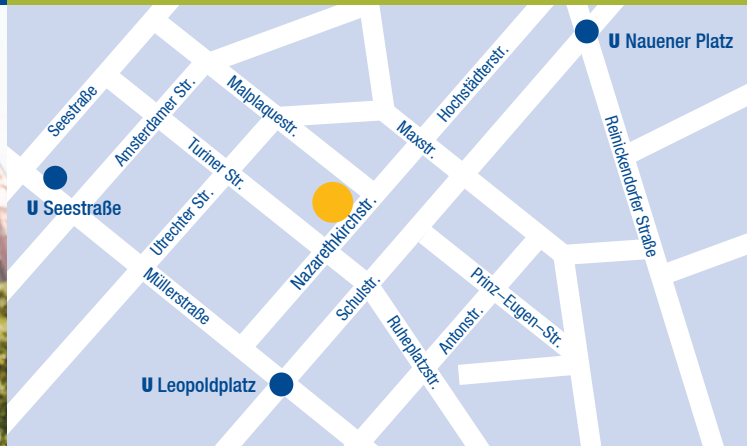 U Nauener Platz
Hochstädterstr.
Seestraße
Malplaquestr.
Amsterdamer Str.
Maxstr.
Reinickendorfer Straße
Turiner Str.
U Seestraße
Utrechter Str.
Nazarethkirchstr.
Müllerstraße
Schulstr.
Prinz–Eugen–Str.
Antonstr.
Ruheplatzstr.
U Leopoldplatz